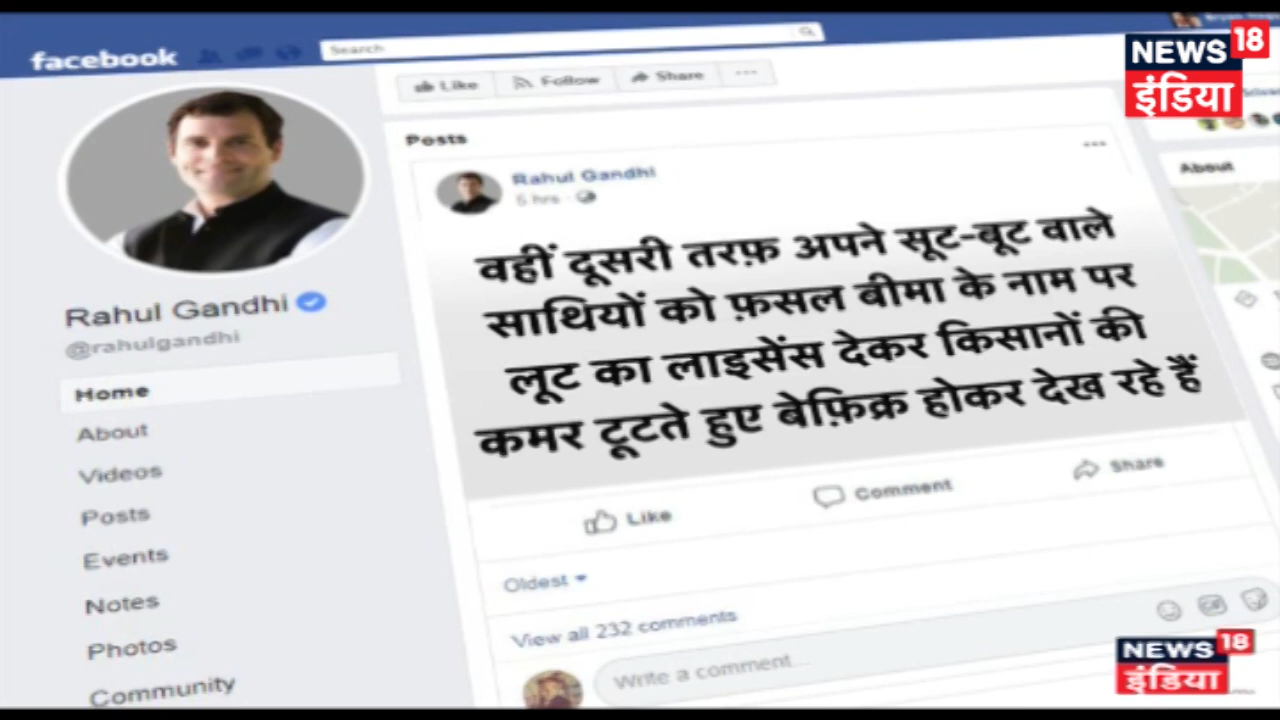 facebook
Search
NEWS 18
इंडिया
Like Follow Share
Posts
About
Rahul Gandhi
5 hrs
वहीं दूसरी तरफ़ अपने सूट-बूट वाले
साथियों को फ़सल बीमा के नाम पर
लूट का लाइसेंस देकर किसानों की
कमर टूटते हुए बेफ़िक्र होकर देख रहे हैं
Rahul Gandhi
@rahulgandhi
Home
About
Videos
Posts
Events
Notes
Photos
Community
Like Comment Share
Oldest
View all 232 comments
Write a comment...
NEWS 18
इंडिया